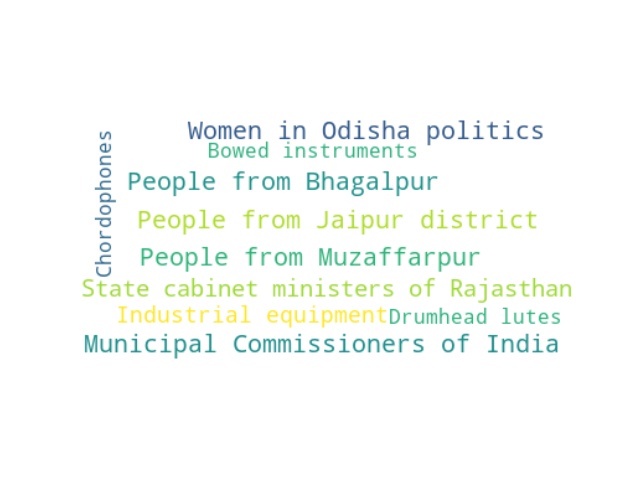 Women in Odisha politics
Bowed instruments
Chordophones
People from Bhagalpur
People from Jaipur district
People from Muzaffarpur
State cabinet ministers of Rajasthan
Industrial equipment
Drumhead lutes
Municipal Commissioners of India